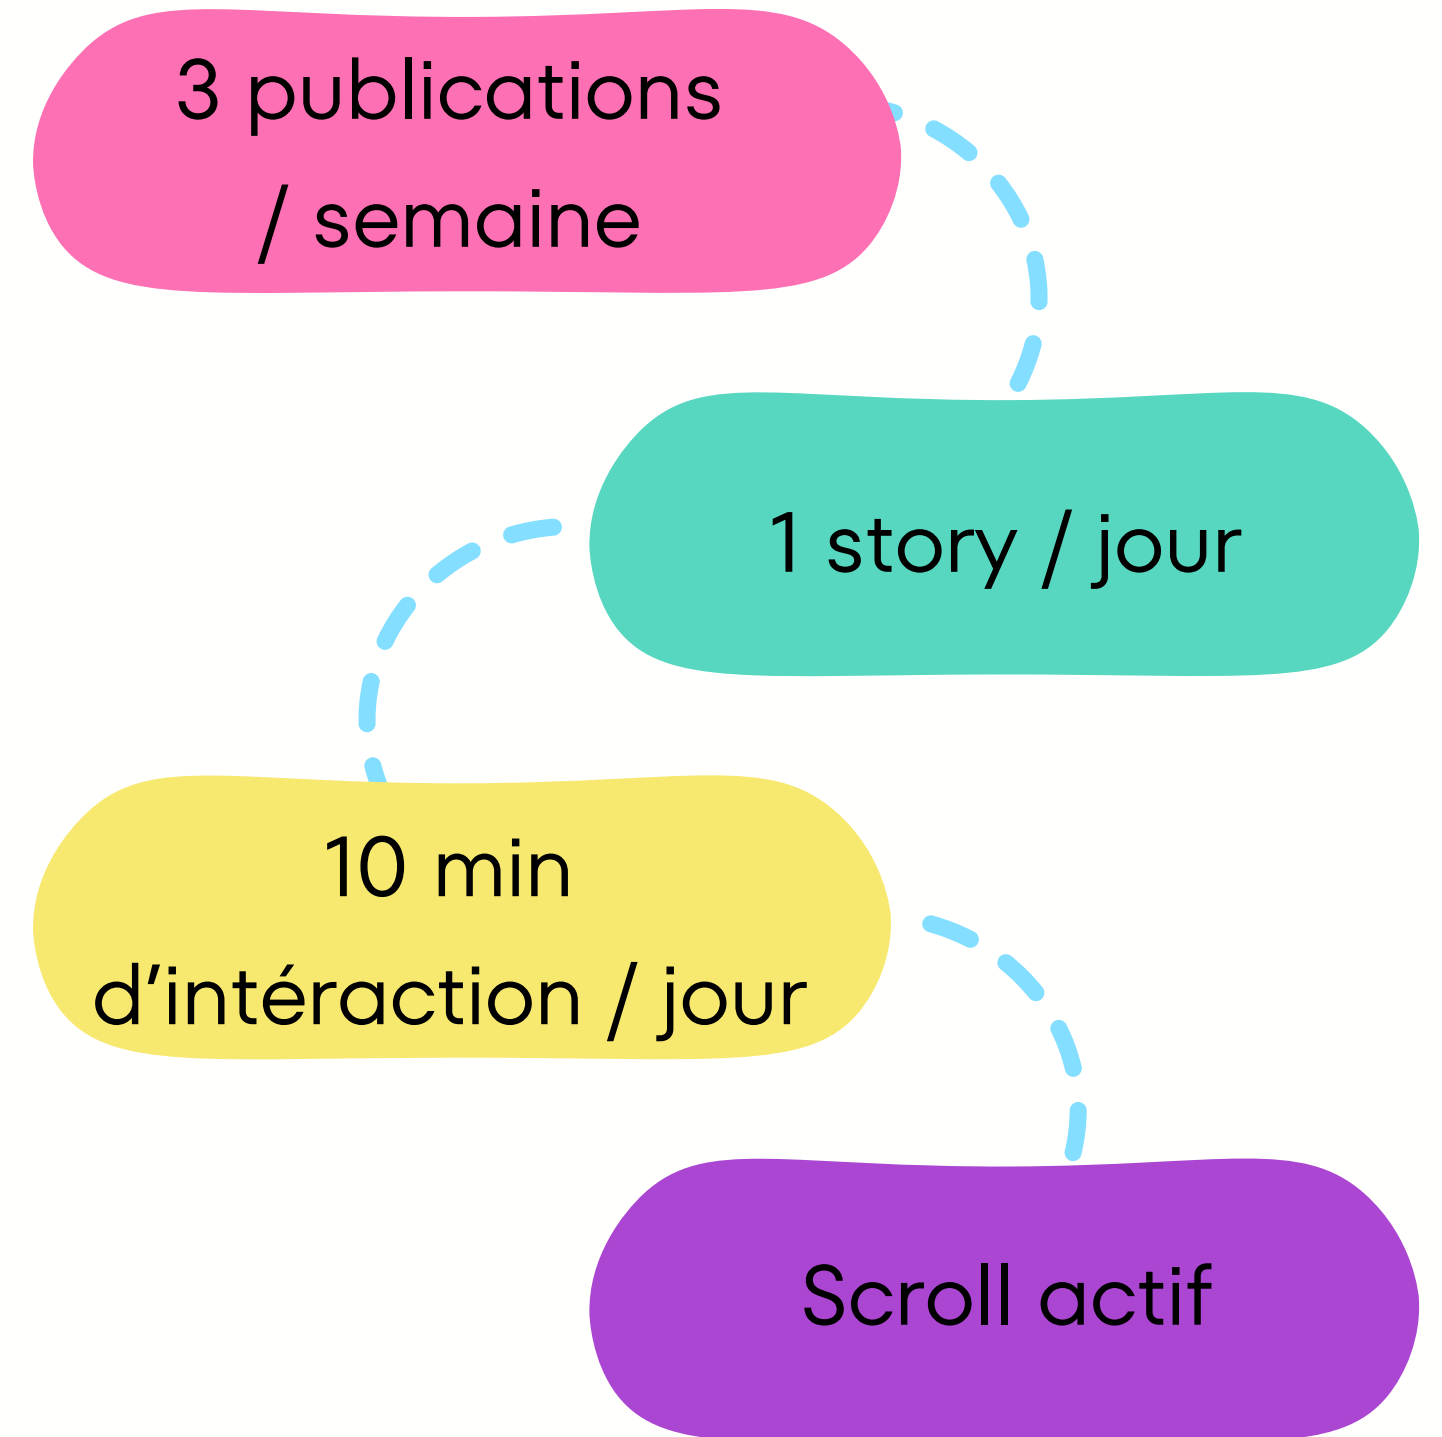 3 publications
/ semaine
1 story / jour
10 min
d’intéraction / jour
Scroll actif